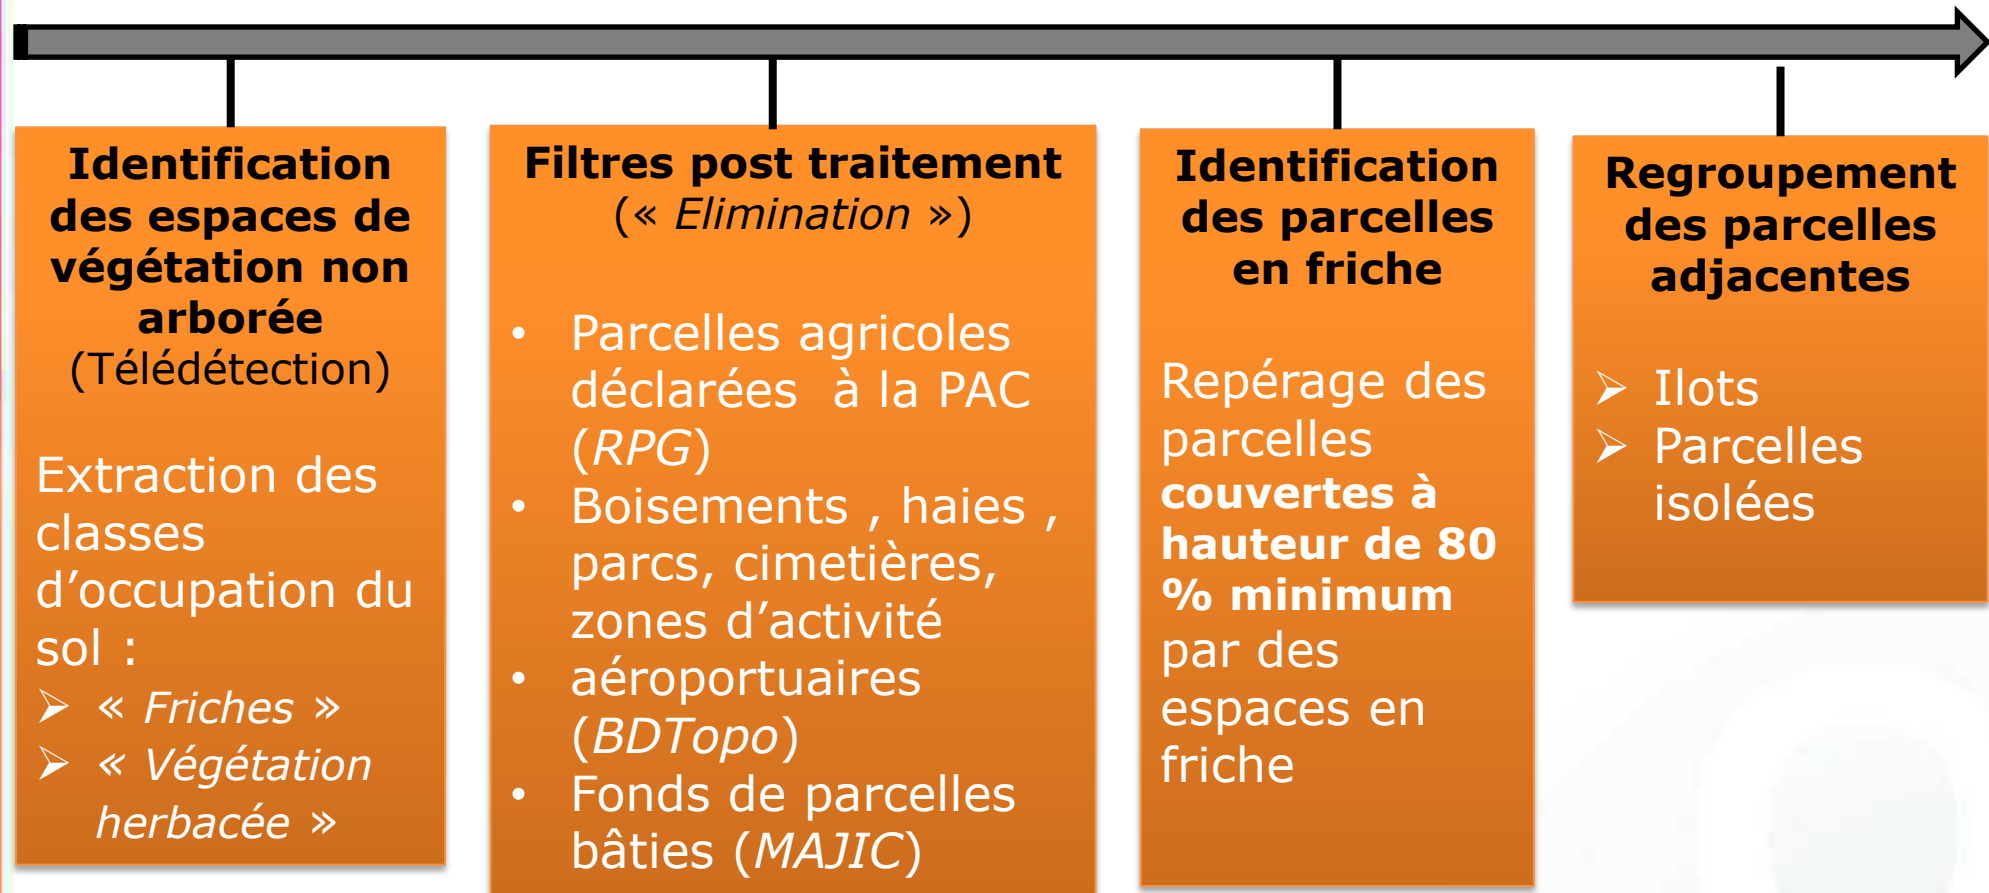 Identification
des espaces de
végétation non
arborée
(Télédétection)
Extraction des
classes
d’occupation du
sol :
➢ « Friches »
➢ « Végétation
herbacée »
Filtres post traitement
(« Elimination »)
• Parcelles agricoles
déclarées à la PAC
(RPG)
• Boisements , haies ,
parcs, cimetières,
zones d’activité
• aéroportuaires
(BDTopo)
• Fonds de parcelles
bâties (MAJIC)
Identification
des parcelles
en friche
Repérage des
parcelles
couvertes à
hauteur de 80
% minimum
par des
espaces en
friche
Regroupement
des parcelles
adjacentes
➢ Ilots
➢ Parcelles
isolées